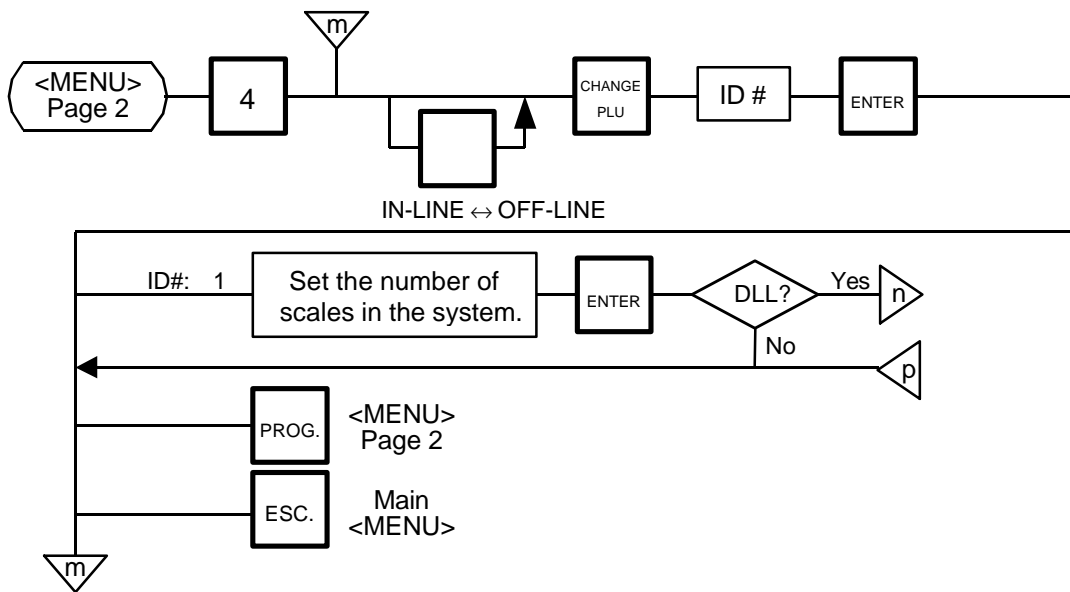 m
<MENU>
Page 2
4
CHANGE
PLU
ID #
ENTER
IN-LINE ↔ OFF-LINE
ID#: 1
Set the number of
scales in the system.
ENTER
DLL?
Yes
n
No
p
PROG.
<MENU>
Page 2
ESC.
Main
<MENU>
m